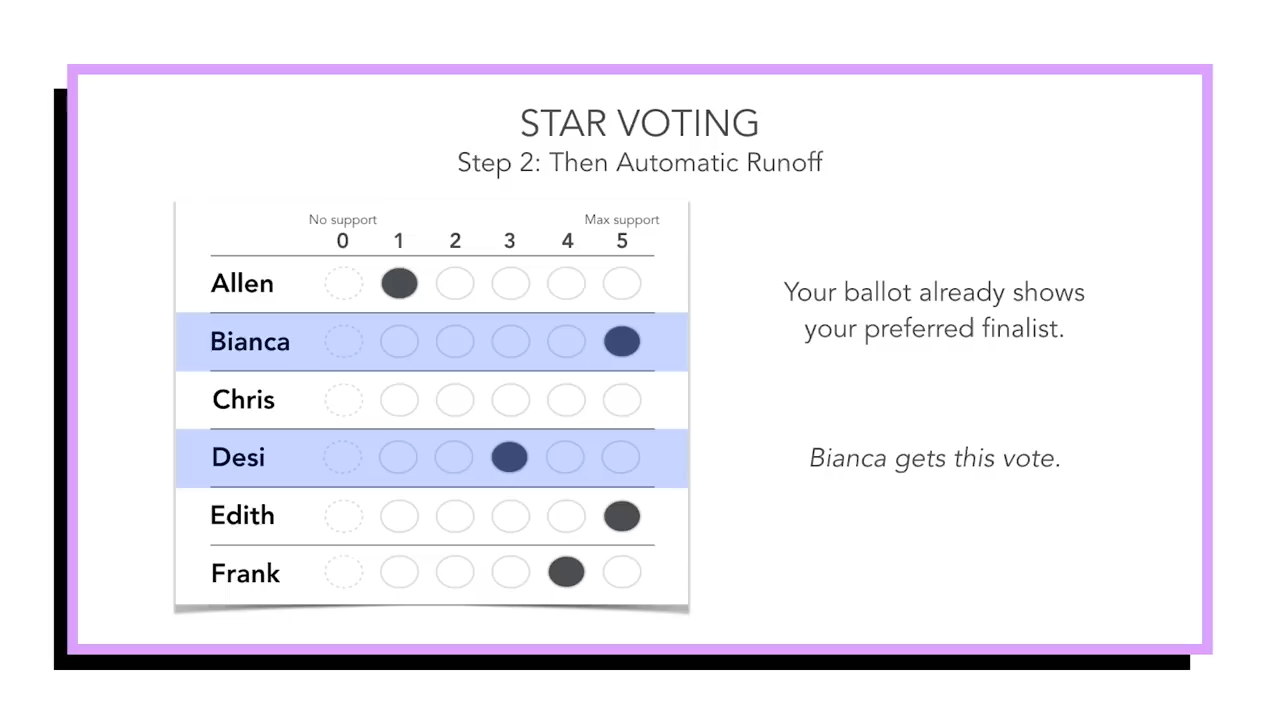 STAR VOTING
Step 2: Then Automatic Runoff
No support Max support
0 1 2 3 4 5
Allen
Bianca
Chris
Desi
Edith
Frank
Your ballot already shows
your preferred finalist.
Bianca gets this vote.